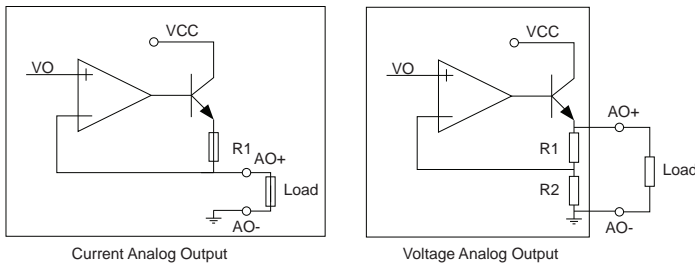 VCC
VO
R1
AO+
Load
AO-
Current Analog Output
VCC
VO
AO+
R1
Load
R2
AO-
Voltage Analog Output